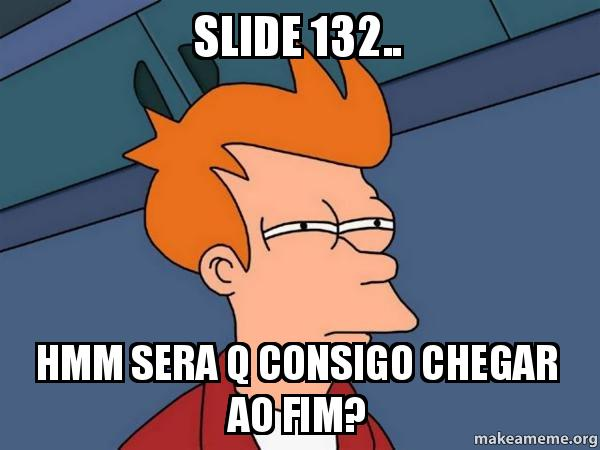 SLIDE 132..
HMM SERA Q CONSIGO CHEGAR
AO FIM?
makeameme.org